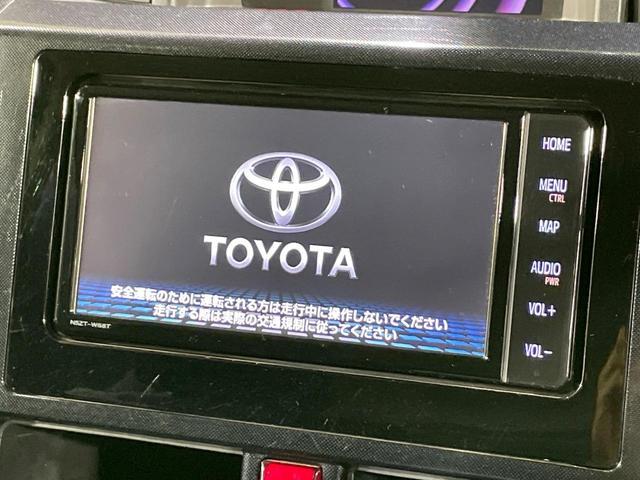 TOYOTA
安全運転のために運転される方は走行中に操作しないでください
走行する際は実際の交通規制に従ってください
NSZT-W68T
HOME
MENU
CTRL
MAP
AUDIO
PWR
VOL+
VOL−